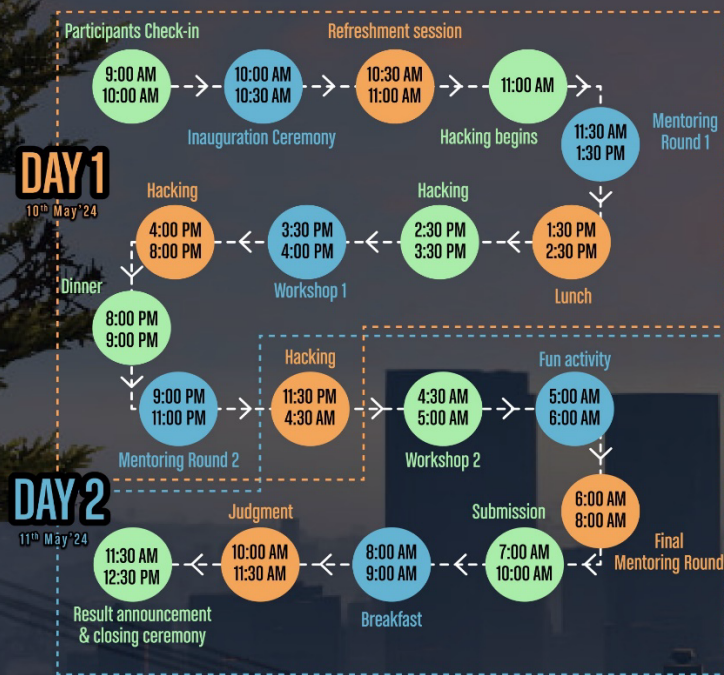 Participants Check-in
9:00 AM
10:00 AM
10:00 AM
10:30 AM
Inauguration Ceremony
Refreshment session
10:30 AM
11:00 AM
11:00 AM
Hacking begins
11:30 AM
1:30 PM
Mentoring
Round 1
DAY 1
10th May'24
1:30 PM
2:30 PM
Lunch
Hacking
2:30 PM
3:30 PM
3:30 PM
4:00 PM
Workshop 1
Hacking
4:00 PM
8:00 PM
Dinner
8:00 PM
9:00 PM
9:00 PM
11:00 PM
Mentoring Round 2
Hacking
11:30 PM
4:30 AM
4:30 AM
5:00 AM
Workshop 2
Fun activity
5:00 AM
6:00 AM
DAY 2
11th May'24
6:00 AM
8:00 AM
Final
Mentoring Round
Submission
7:00 AM
10:00 AM
8:00 AM
9:00 AM
Breakfast
Judgment
10:00 AM
11:30 AM
11:30 AM
12:30 PM
Result announcement
& closing ceremony